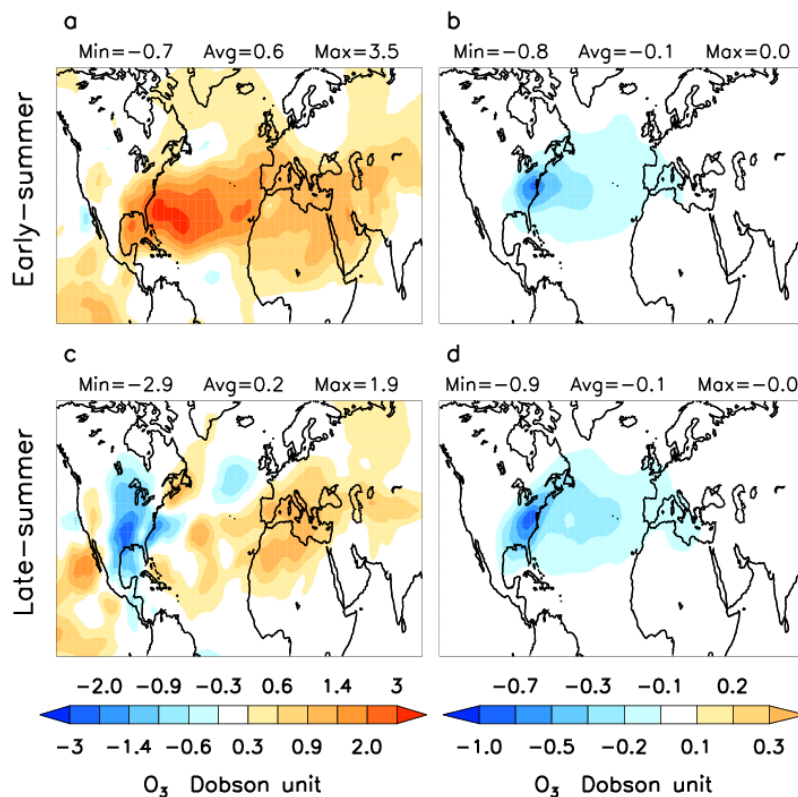 a
Min=−0.7 Avg=0.6 Max=3.5
b
Min=−0.8 Avg=−0.1 Max=0.0
Early−summer
c
Min=−2.9 Avg=0.2 Max=1.9
d
Min=−0.9 Avg=−0.1 Max=−0.0
Late−summer
−2.0 −0.9 −0.3 0.6 1.4 3
−3 −1.4 −0.6 0.3 0.9 2.0
O₃ Dobson unit
−0.7 −0.3 −0.1 0.2
−1.0 −0.5 −0.2 0.1 0.3
O₃ Dobson unit